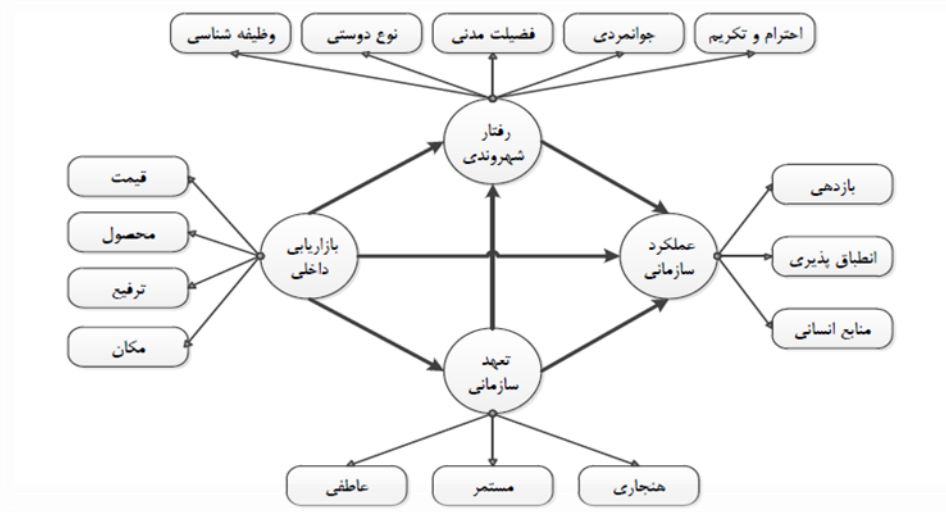 احترام و تکریم
جوانمردی
فضیلت مدنی
نوع دوستی
وظیفه شناسی
رفتار
شهروندی
بازدهی
انطباق پذیری
منابع انسانی
عملکرد
سازمانی
بازاریابی
داخلی
قیمت
محصول
ترفیع
مکان
تعهد
سازمانی
هنجاری
مستمر
عاطفی